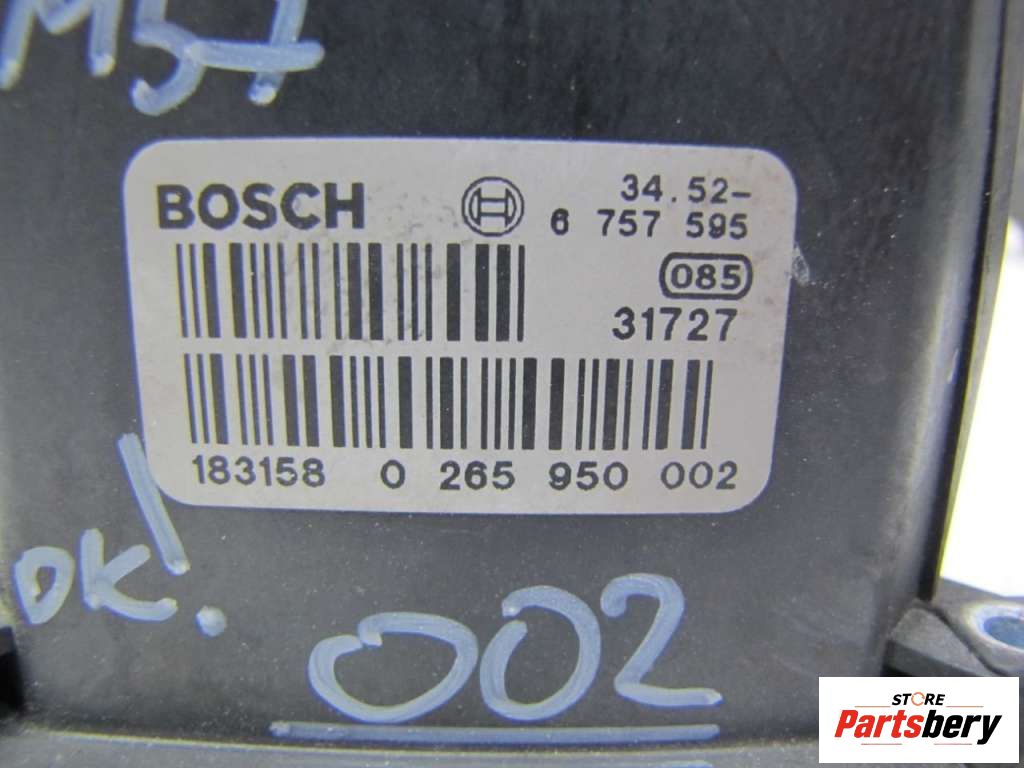 M57
BOSCH 34.52-
6 757 595
085
31727
183158 0 265 950 002
OK!
002
STORE
Partsbery